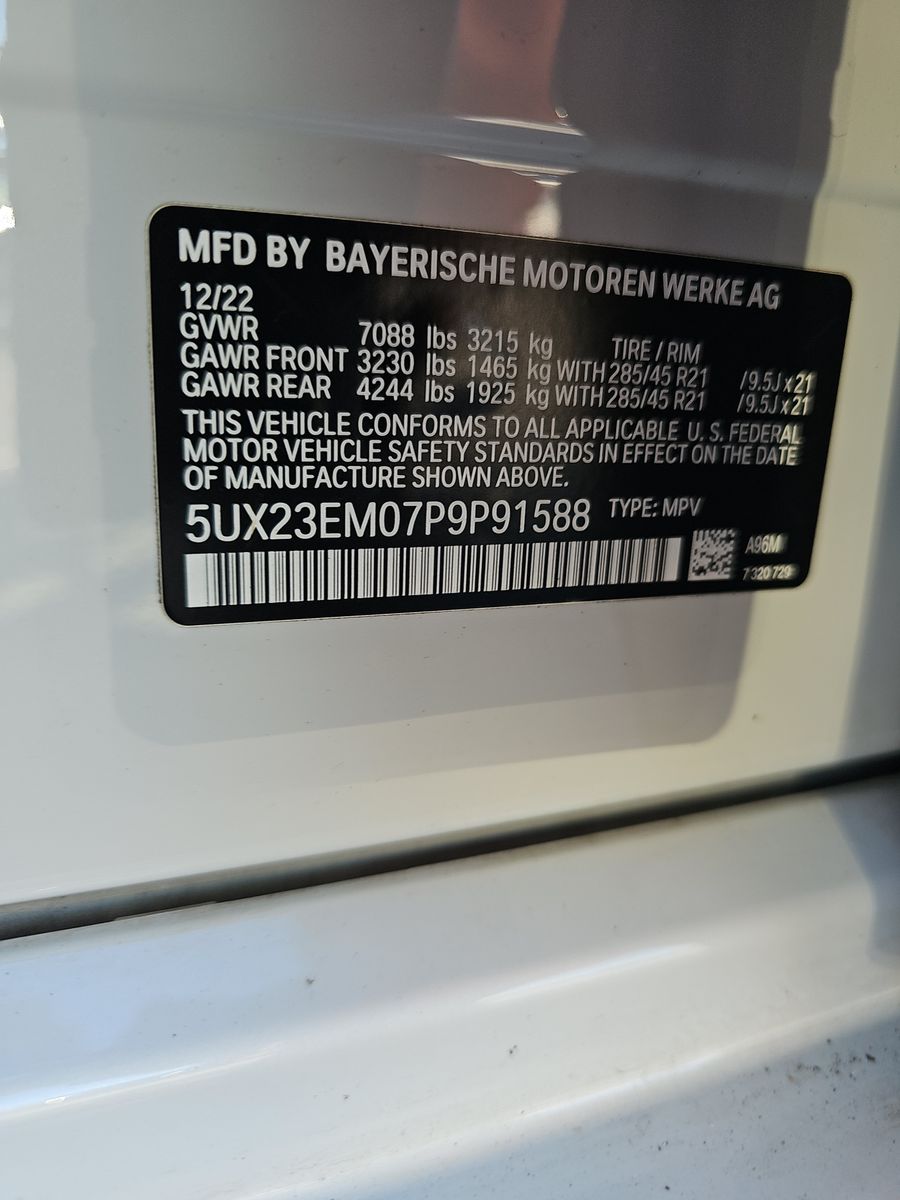 MFD BY BAYERISCHE MOTOREN WERKE AG
12/22
GVWR 7088 lbs 3215 kg TIRE / RIM
GAWR FRONT 3230 lbs 1465 kg WITH 285/45 R21 /9.5J x 21
GAWR REAR 4244 lbs 1925 kg WITH 285/45 R21 /9.5J x 21
THIS VEHICLE CONFORMS TO ALL APPLICABLE U. S. FEDERAL
MOTOR VEHICLE SAFETY STANDARDS IN EFFECT ON THE DATE
OF MANUFACTURE SHOWN ABOVE.
5UX23EM07P9P91588 TYPE: MPV
A96M
7 320 729